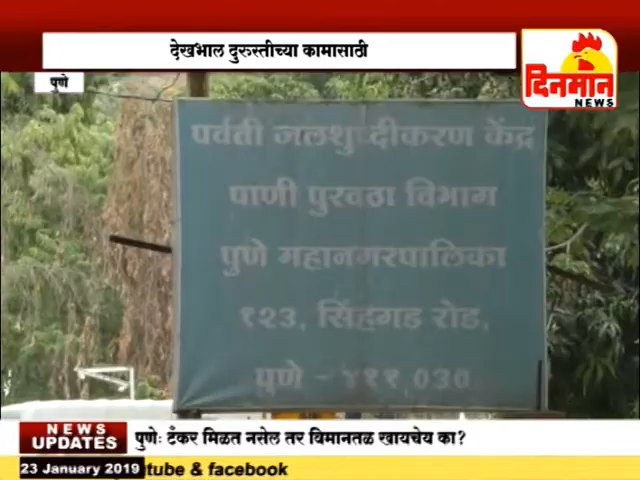 देखभाल दुरुस्तीच्या कामासाठी
पुणे
दिनमान
NEWS
पर्वती जलशुध्दीकरण केंद्र
पाणी पुरवठा विभाग
पुणे महानगरपालिका
१२३, सिंहगड रोड,
पुणे - ४११,०३०
NEWS
UPDATES
पुणेः टँकर मिळत नसेल तर विमानतळ खायचेय का?
23 January 2019
tube & facebook